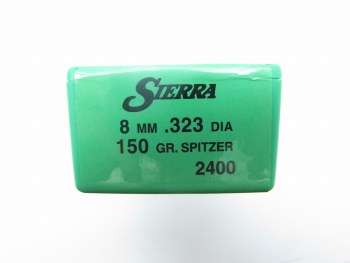 SIERRA
8 MM .323 DIA
150 GR. SPITZER
2400